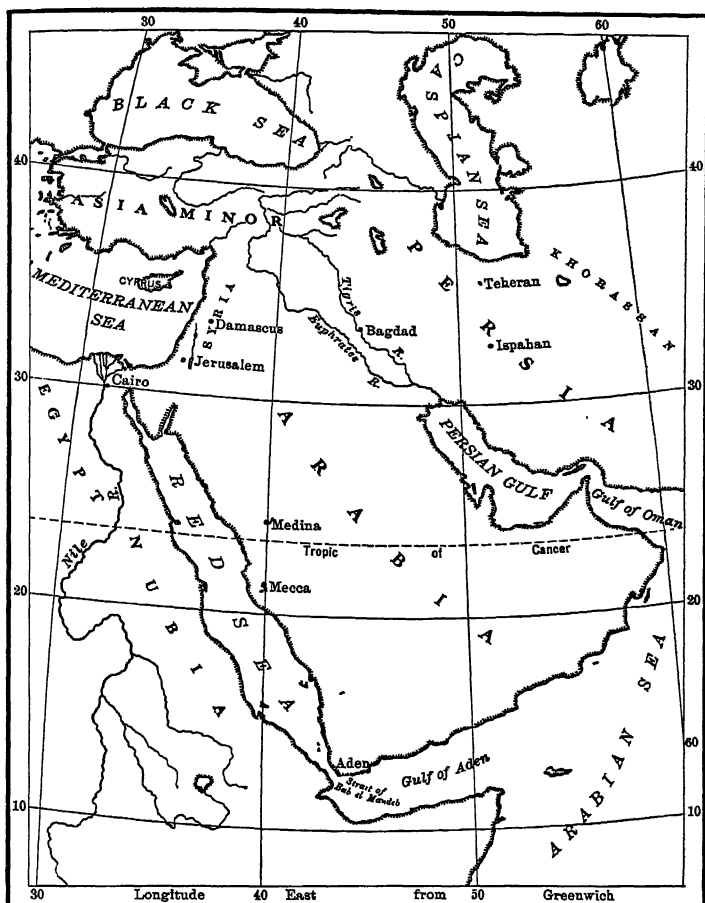 30 40 50 60
BLACK SEA
CASPIAN SEA
40 40
ASIA MINOR
PERSIA
KHORASSAN
CYPRUS
Teheran
MEDITERRANEAN
SEA
SYRIA
Tigris R.
Damascus
Bagdad
Euphrates R.
Ispahan
Jerusalem
Cairo
30 30
EGYPT
ARABIA
PERSIAN GULF
Gulf of Oman
RED SEA
Nile R.
Medina
Tropic of Cancer
NUBIA
Mecca
20 20
ARABIAN SEA
60
Aden
Gulf of Aden
Strait of
Bab el Mandeb
10 10
30 40 50
Longitude East from Greenwich